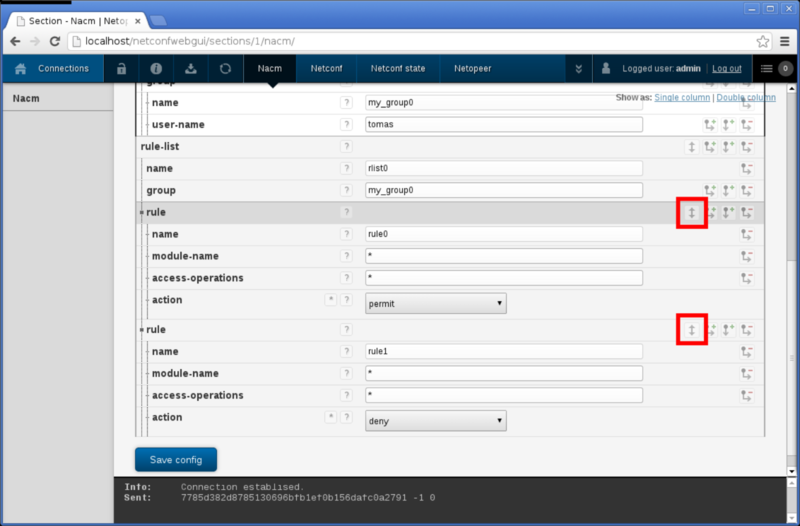 Section - Nacm | Netop
localhost/netconfwebgui/sections/1/nacm/
Connections Nacm Netconf Netconf state Netopeer Logged user: admin | Log out 0
Nacm
group
Show as: Single column | Double column
name ? my_group0
user-name ? tomas
rule-list ?
name ? rlist0
group ? my_group0
rule ?
name ? rule0
module-name ? *
access-operations ? *
action * ? permit
rule ?
name ? rule1
module-name ? *
access-operations ? *
action * ? deny
Save config
Info: Connection establised.
Sent: 7785d382d8785130696bfb1ef0b156dafc0a2791 -1 0